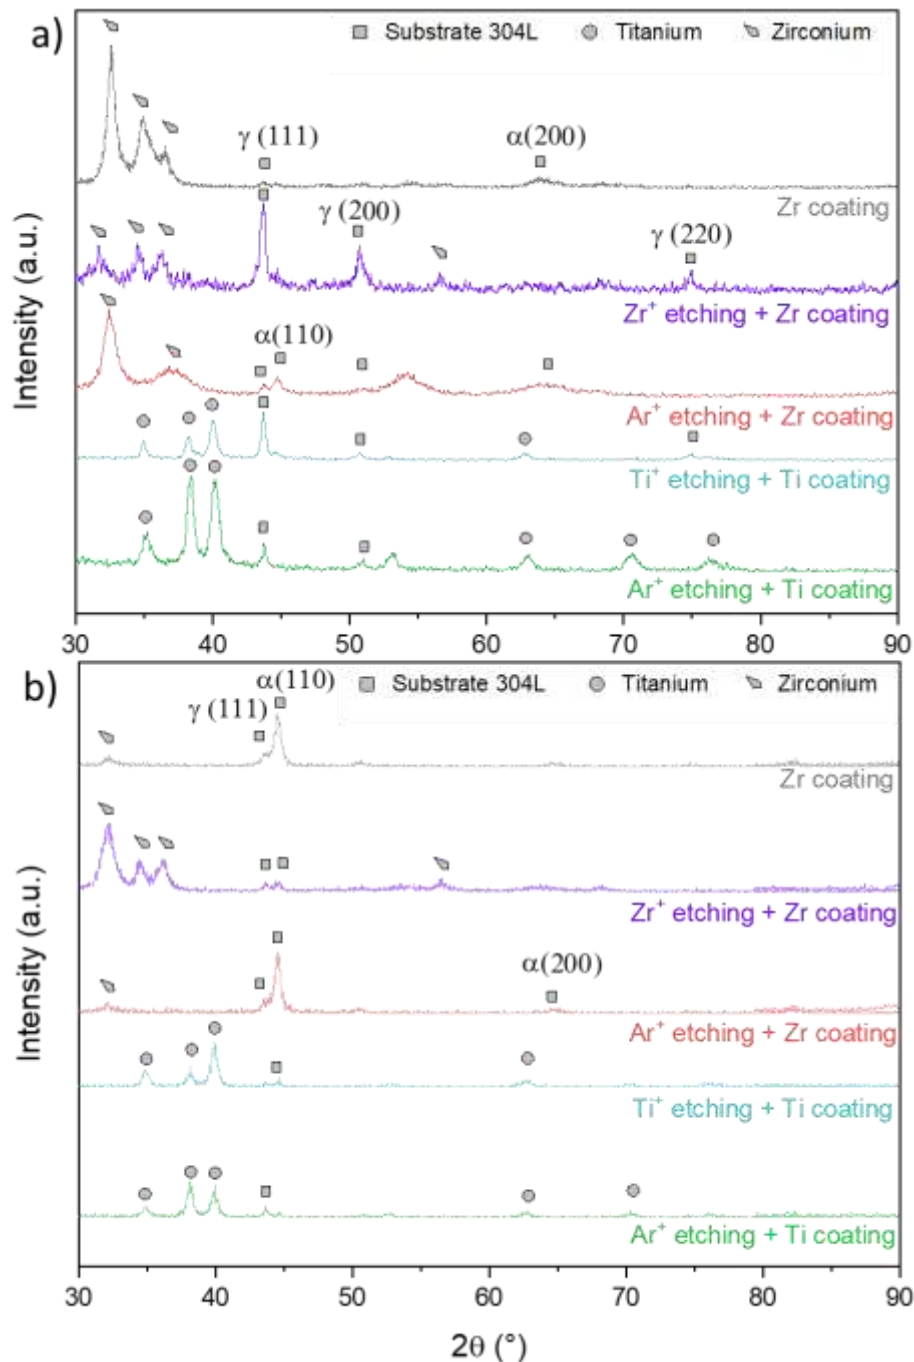 a)
Substrate 304L Titanium Zirconium
γ (111)
α(200)
Zr coating
γ (200)
γ (220)
Zr⁺ etching + Zr coating
α(110)
Ar⁺ etching + Zr coating
Ti⁺ etching + Ti coating
Ar⁺ etching + Ti coating
Intensity (a.u.)
30 40 50 60 70 80 90
b)
α(110)
Substrate 304L Titanium Zirconium
γ (111)
Zr coating
Zr⁺ etching + Zr coating
α(200)
Ar⁺ etching + Zr coating
Ti⁺ etching + Ti coating
Ar⁺ etching + Ti coating
Intensity (a.u.)
30 40 50 60 70 80 90
2θ (°)